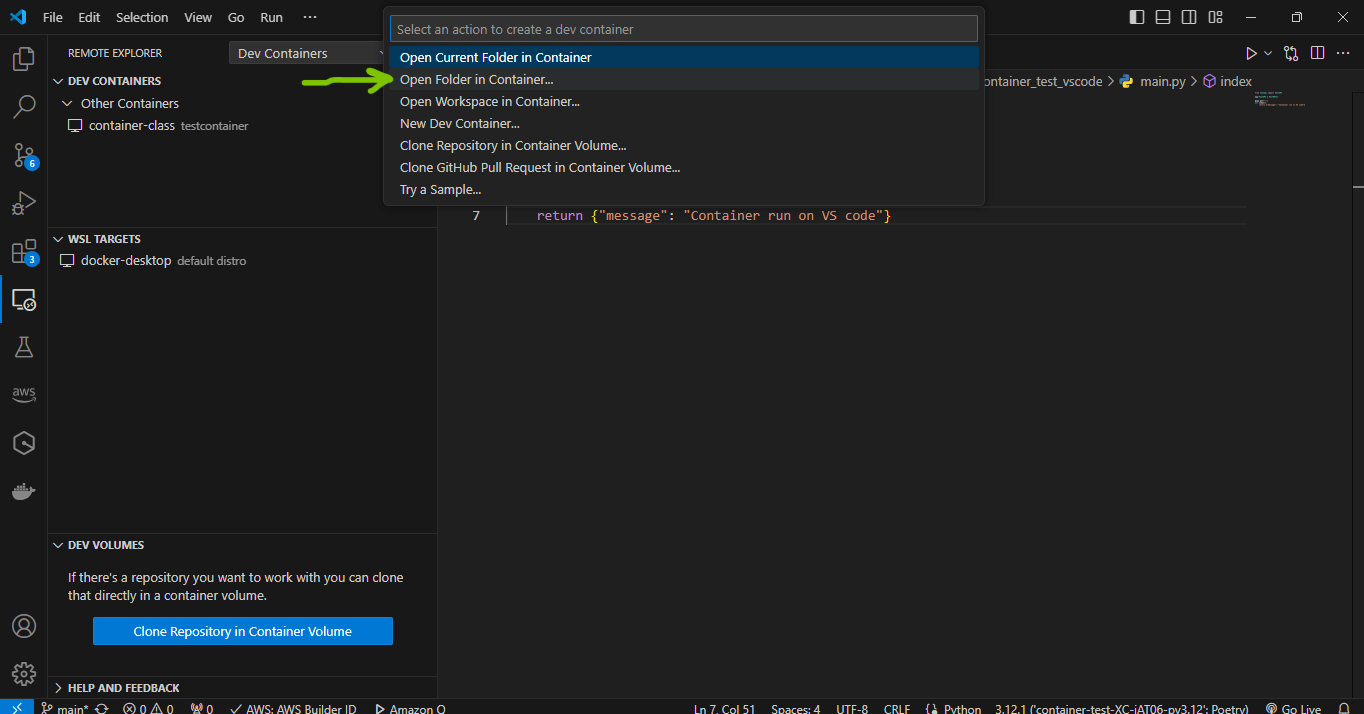 File Edit Selection View Go Run ···
Select an action to create a dev container
Open Current Folder in Container
Open Folder in Container...
Open Workspace in Container...
New Dev Container...
Clone Repository in Container Volume...
Clone GitHub Pull Request in Container Volume...
Try a Sample...
REMOTE EXPLORER Dev Containers
DEV CONTAINERS
Other Containers
container-class testcontainer
ontainer_test_vscode > main.py > index
7 return {"message": "Container run on VS code"}
6
3
aws
WSL TARGETS
docker-desktop default distro
DEV VOLUMES
If there's a repository you want to work with you can clone
that directly in a container volume.
Clone Repository in Container Volume
HELP AND FEEDBACK
main* 0 0 0 AWS: AWS Builder ID Amazon Q Ln 7, Col 51 Spaces: 4 UTF-8 CRLF Python 3.12.1 ('container-test-XC-jAT06-py3.12': Poetry) Go Live